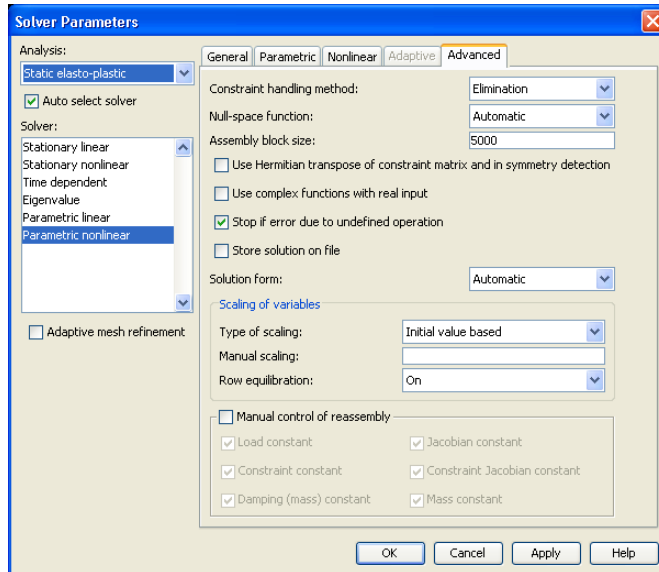 Solver Parameters
Analysis:
Static elasto-plastic
Auto select solver
Solver:
Stationary linear
Stationary nonlinear
Time dependent
Eigenvalue
Parametric linear
Parametric nonlinear
Adaptive mesh refinement
General Parametric Nonlinear Adaptive Advanced
Constraint handling method: Elimination
Null-space function: Automatic
Assembly block size: 5000
Use Hermitian transpose of constraint matrix and in symmetry detection
Use complex functions with real input
Stop if error due to undefined operation
Store solution on file
Solution form: Automatic
Scaling of variables
Type of scaling: Initial value based
Manual scaling:
Row equilibration: On
Manual control of reassembly
Load constant Jacobian constant
Constraint constant Constraint Jacobian constant
Damping (mass) constant Mass constant
OK Cancel Apply Help